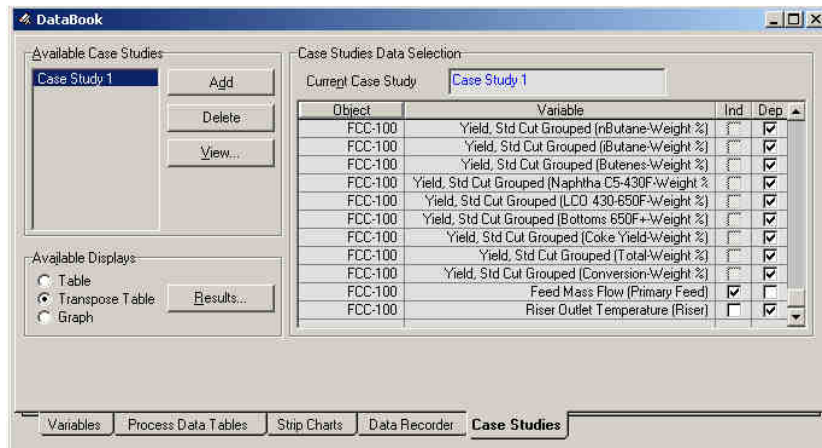 DataBook
Available Case Studies
Case Study 1
Add
Delete
View...
Available Displays
Table
Transpose Table
Graph
Results...
Case Studies Data Selection
Current Case Study Case Study 1
Object Variable Ind Dep
FCC-100 Yield, Std Cut Grouped (nButane-Weight %)
FCC-100 Yield, Std Cut Grouped (iButane-Weight %)
FCC-100 Yield, Std Cut Grouped (Butenes-Weight %)
FCC-100 Yield, Std Cut Grouped (Naphtha C5-430F-Weight %
FCC-100 Yield, Std Cut Grouped (LCO 430-650F-Weight %)
FCC-100 Yield, Std Cut Grouped (Bottoms 650F+-Weight %)
FCC-100 Yield, Std Cut Grouped (Coke Yield-Weight %)
FCC-100 Yield, Std Cut Grouped (Total-Weight %)
FCC-100 Yield, Std Cut Grouped (Conversion-Weight %)
FCC-100 Feed Mass Flow (Primary Feed)
FCC-100 Riser Outlet Temperature (Riser)
Variables Process Data Tables Strip Charts Data Recorder Case Studies